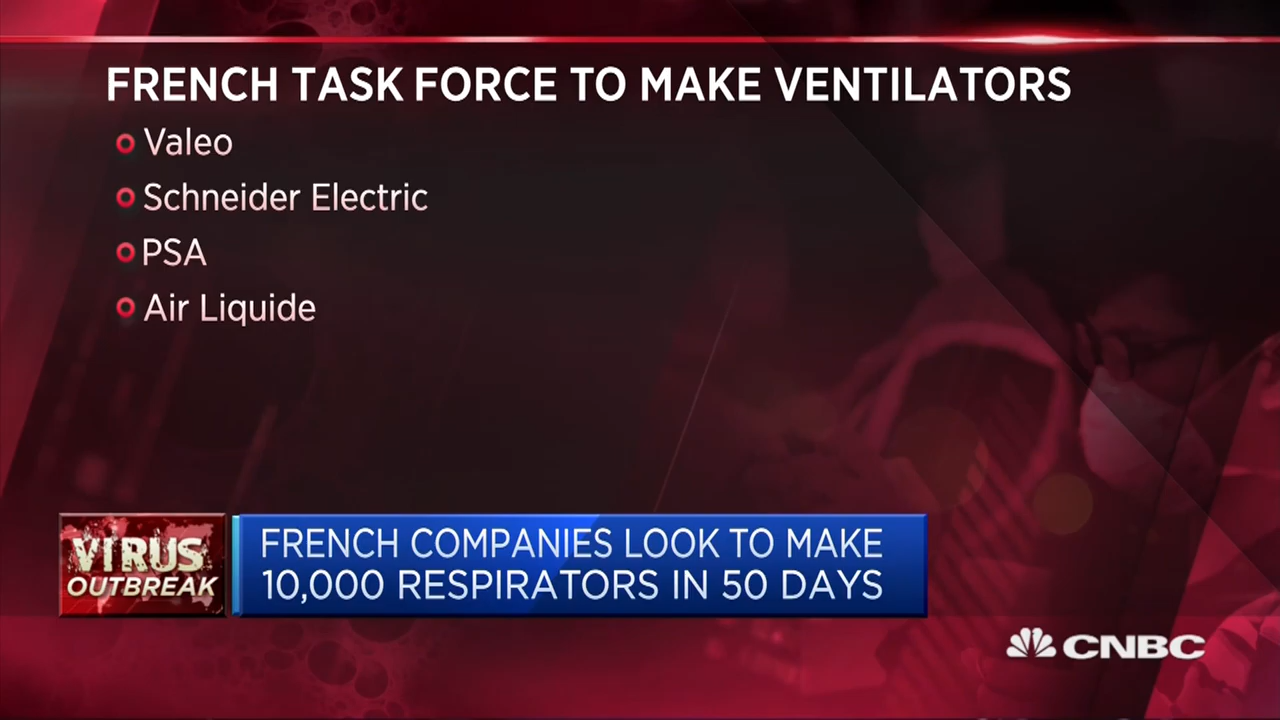 FRENCH TASK FORCE TO MAKE VENTILATORS
Valeo
Schneider Electric
PSA
Air Liquide
VIRUS
OUTBREAK
FRENCH COMPANIES LOOK TO MAKE
10,000 RESPIRATORS IN 50 DAYS
CNBC